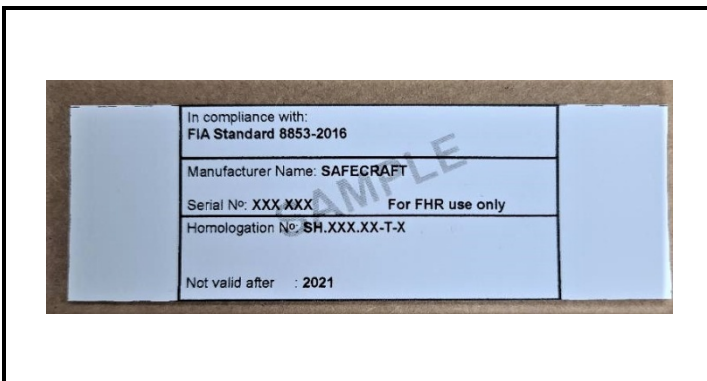 In compliance with:
FIA Standard 8853-2016
Manufacturer Name: SAFECRAFT
SAMPLE
Serial Nº: XXX XXX For FHR use only
Homologation Nº: SH.XXX.XX-T-X
Not valid after : 2021